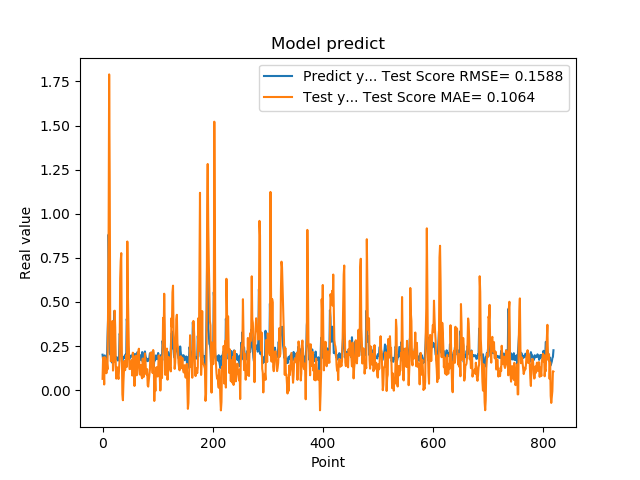 Model predict
Predict y... Test Score RMSE= 0.1588
Test y... Test Score MAE= 0.1064
Real value
1.75
1.50
1.25
1.00
0.75
0.50
0.25
0.00
0 200 400 600 800
Point